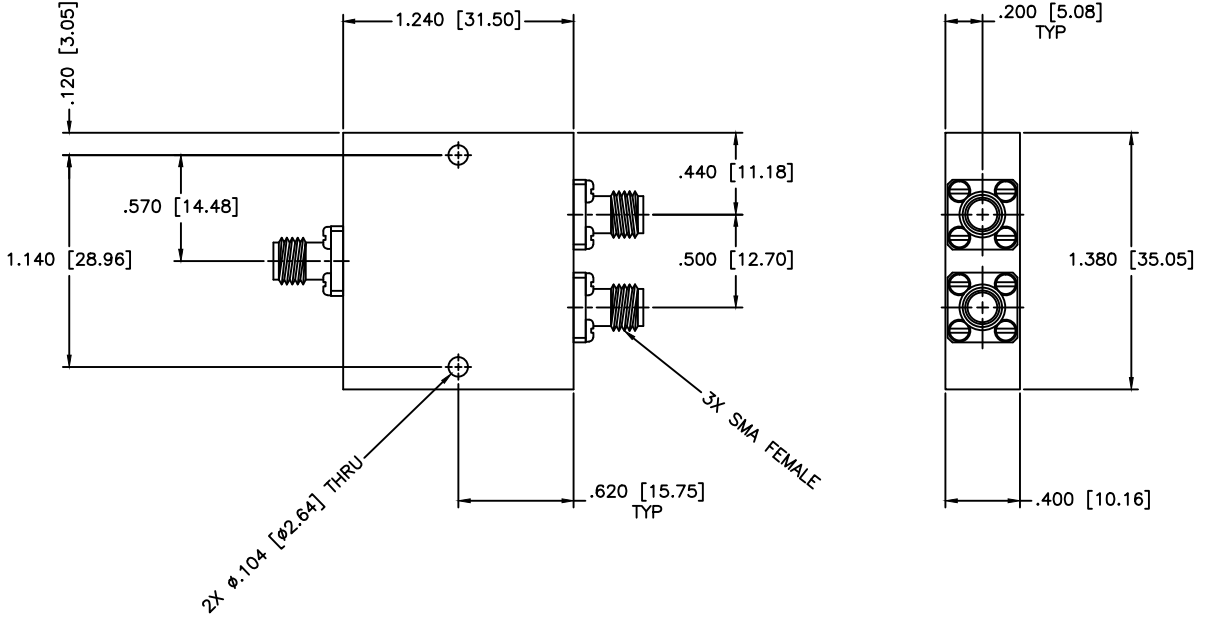 1.240 [31.50]
.200 [5.08]
TYP
.120 [3.05]
.440 [11.18]
.570 [14.48]
1.140 [28.96]
.500 [12.70]
1.380 [35.05]
3X SMA FEMALE
2X ø.104 [ø2.64] THRU
.620 [15.75]
TYP
.400 [10.16]